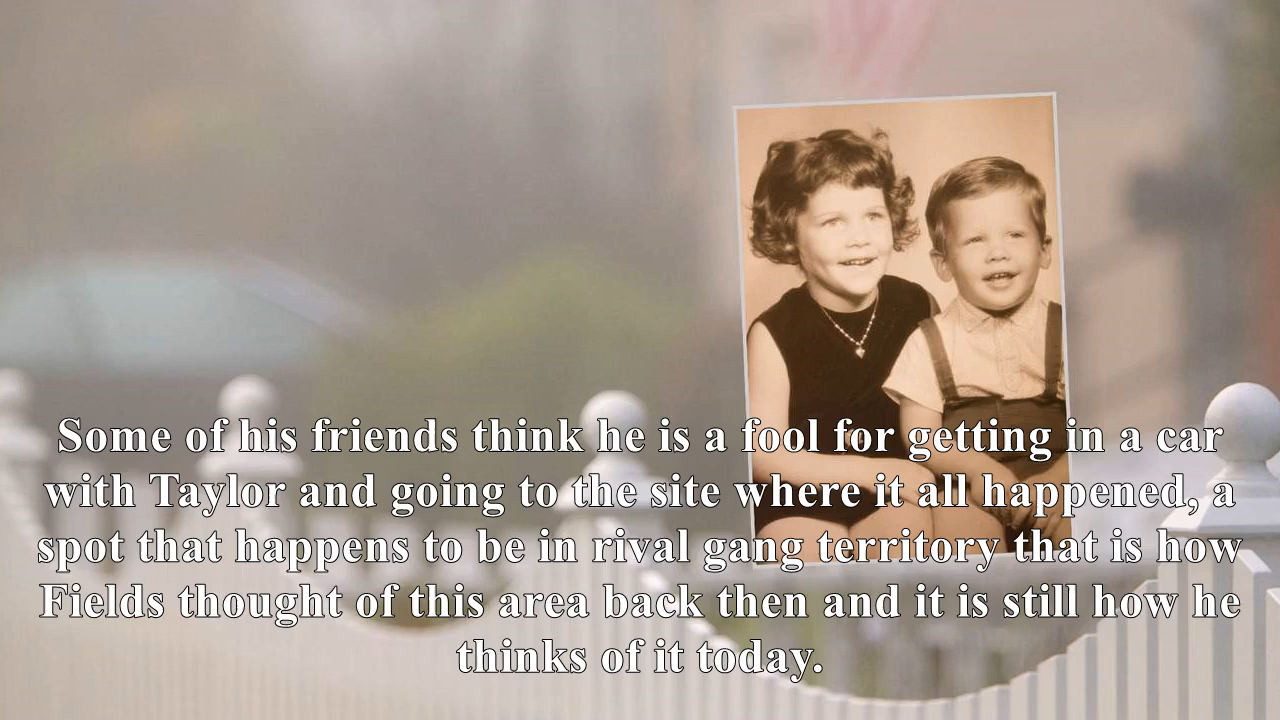 Some of his friends think he is a fool for getting in a car
with Taylor and going to the site where it all happened, a
spot that happens to be in rival gang territory that is how
Fields thought of this area back then and it is still how he
thinks of it today.